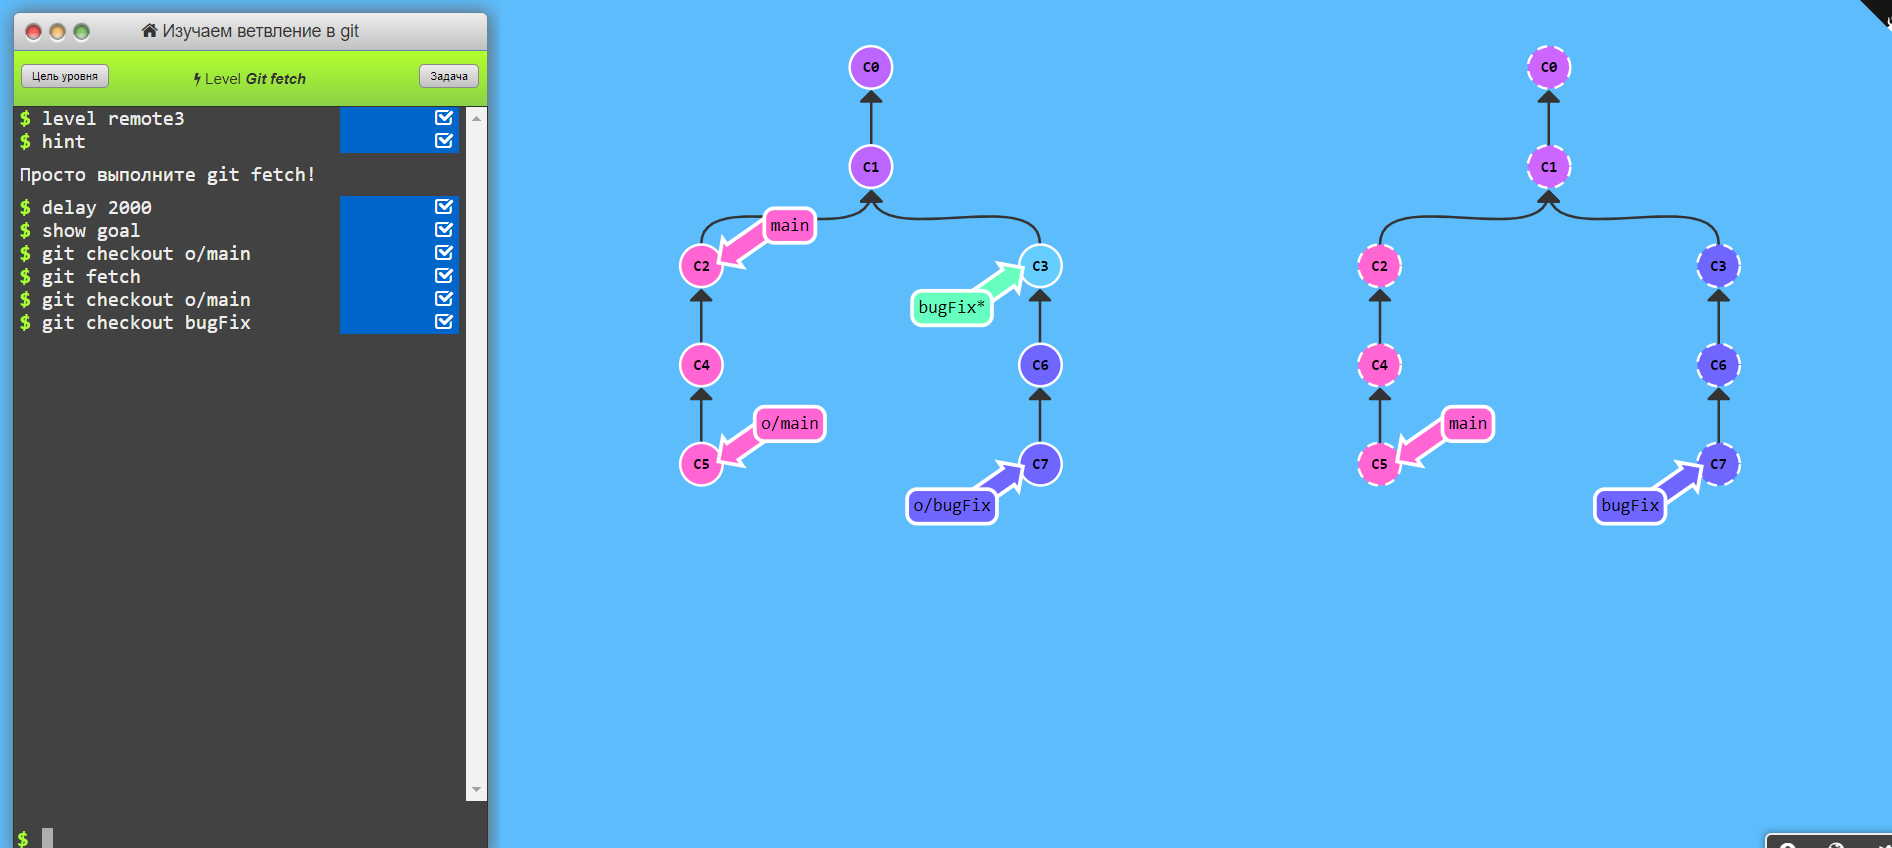 Изучаем ветвление в git
Цель уровня
Level Git fetch
Задача
$ level remote3
$ hint
Просто выполните git fetch!
$ delay 2000
$ show goal
$ git checkout o/main
$ git fetch
$ git checkout o/main
$ git checkout bugFix
$
C0
C1
main
C2
C3
bugFix*
C4
C6
o/main
C5
C7
o/bugFix
C0
C1
C2
C3
C4
C6
main
C5
C7
bugFix